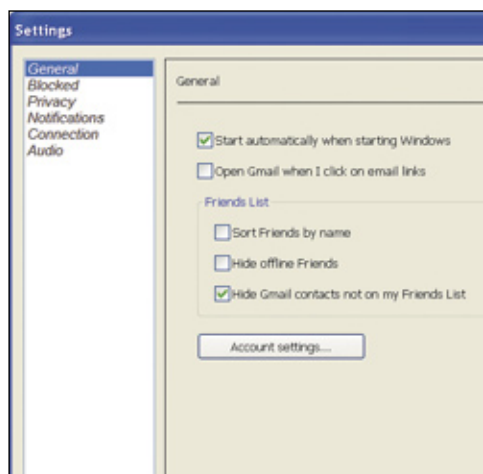 Settings
General
Blocked
Privacy
Notifications
Connection
Audio
General
Start automatically when starting Windows
Open Gmail when I click on email links
Friends List
Sort Friends by name
Hide offline Friends
Hide Gmail contacts not on my Friends List
Account settings....